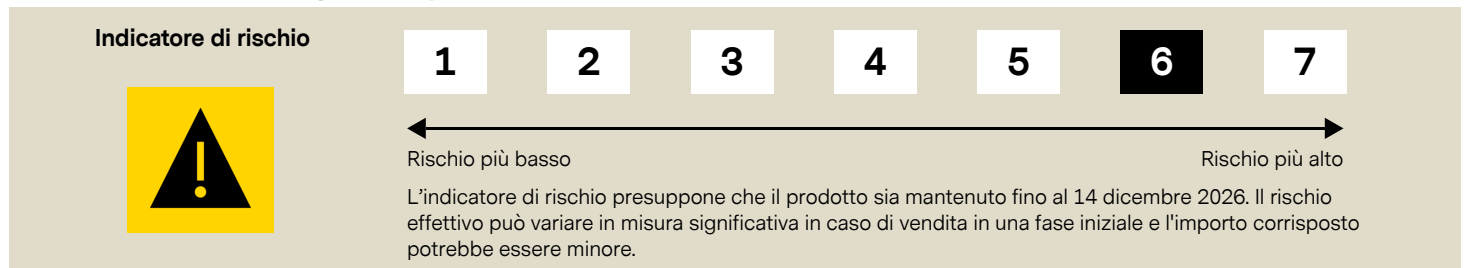 Indicatore di rischio
1 2 3 4 5 6 7
Rischio più basso Rischio più alto
L'indicatore di rischio presuppone che il prodotto sia mantenuto fino al 14 dicembre 2026. Il rischio
effettivo può variare in misura significativa in caso di vendita in una fase iniziale e l'importo corrisposto
potrebbe essere minore.